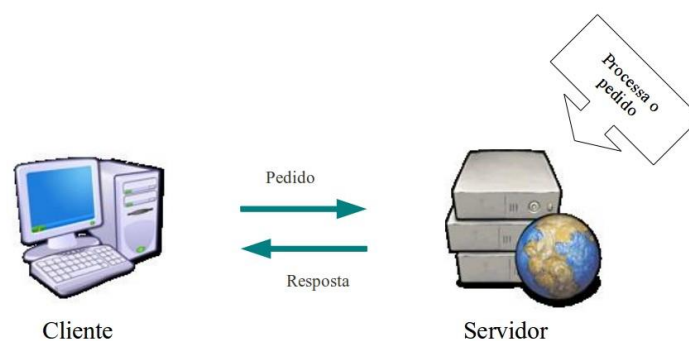 Processa o
pedido
Pedido
Resposta
Cliente
Servidor